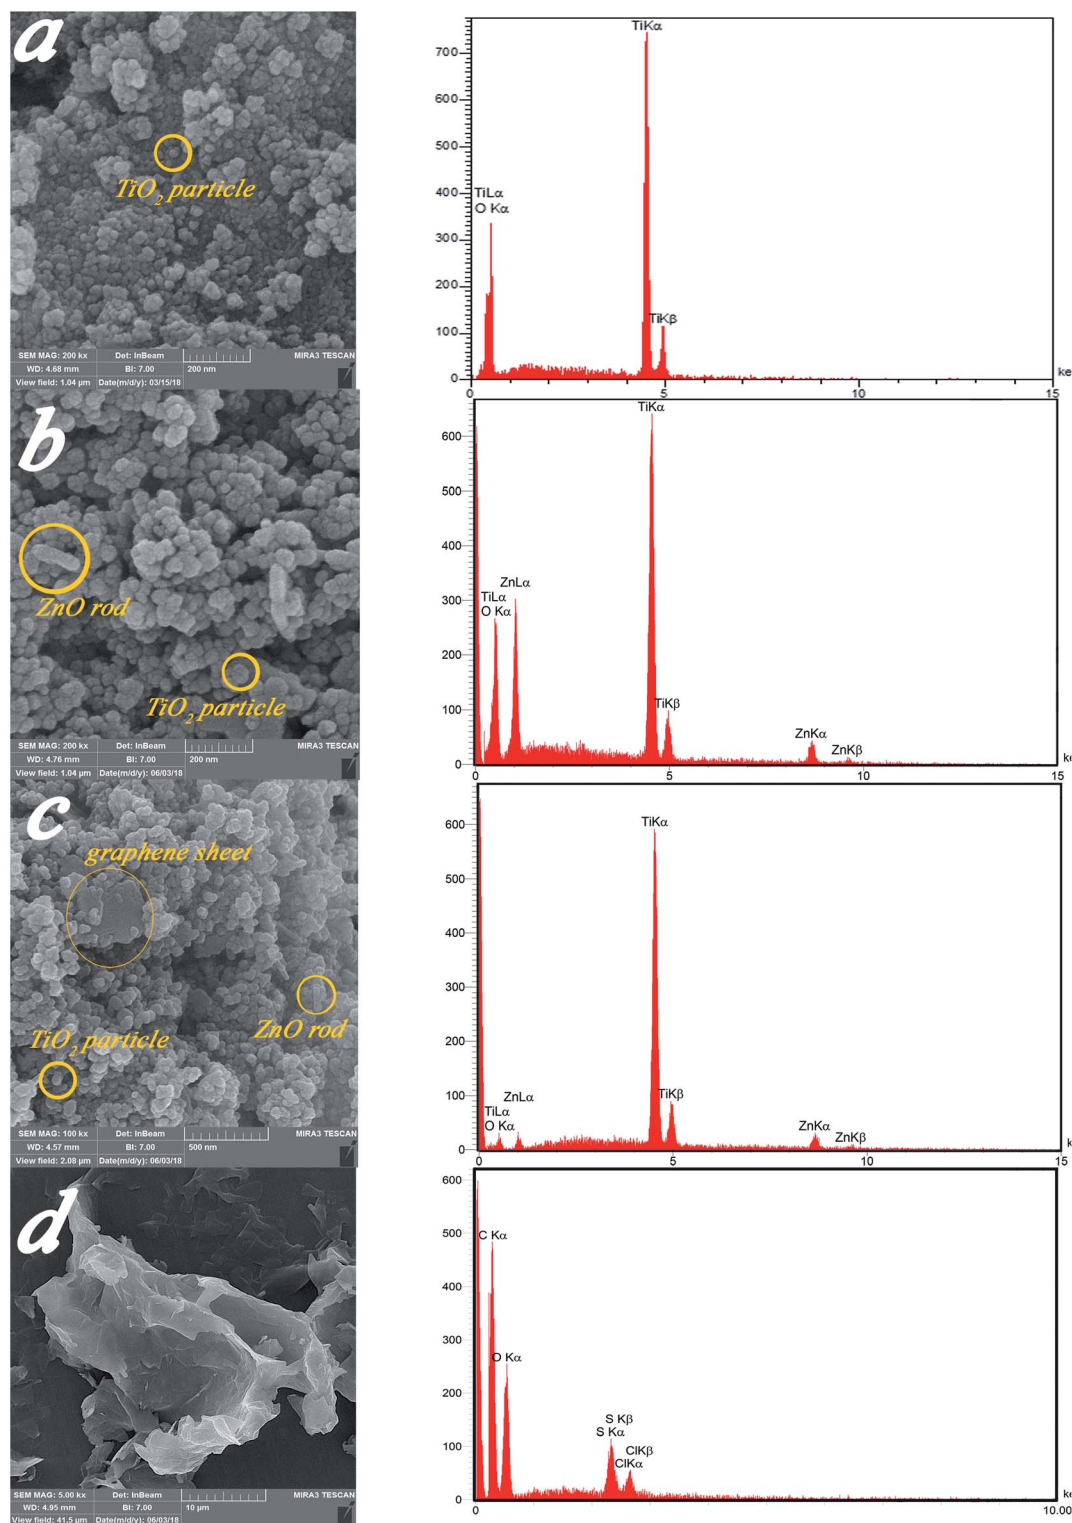 a
TiO2 particle
SEM MAG: 200 kx Det: InBeam MIRA3 TESCAN
WD: 4.68 mm BI: 7.00 200 nm
View field: 1.04 µm Date(m/d/y): 03/15/18
TiKα
700
600
500
400
300
200
100
0
TiLα
O Kα
TiKβ
0 5 10 15
ke
b
ZnO rod
TiO2 particle
SEM MAG: 200 kx Det: InBeam MIRA3 TESCAN
WD: 4.76 mm BI: 7.00 200 nm
View field: 1.04 µm Date(m/d/y): 06/03/18
TiKα
600
500
400
300
200
100
0
ZnLα
TiLα
O Kα
TiKβ
ZnKα
ZnKβ
0 5 10 15
ke
c
graphene sheet
ZnO rod
TiO2 particle
SEM MAG: 100 kx Det: InBeam MIRA3 TESCAN
WD: 4.57 mm BI: 7.00 500 nm
View field: 2.08 µm Date(m/d/y): 06/03/18
TiKα
600
500
400
300
200
100
0
ZnLα
TiLα
O Kα
TiKβ
ZnKα
ZnKβ
0 5 10 15
k
d
SEM MAG: 5.00 kx Det: InBeam MIRA3 TESCAN
WD: 4.95 mm BI: 7.00 10 µm
View field: 41.5 µm Date(m/d/y): 06/03/18
600
500
400
300
200
100
0
C Kα
O Kα
S Kβ
S Kα
ClKβ
ClKα
0 10.00
ke